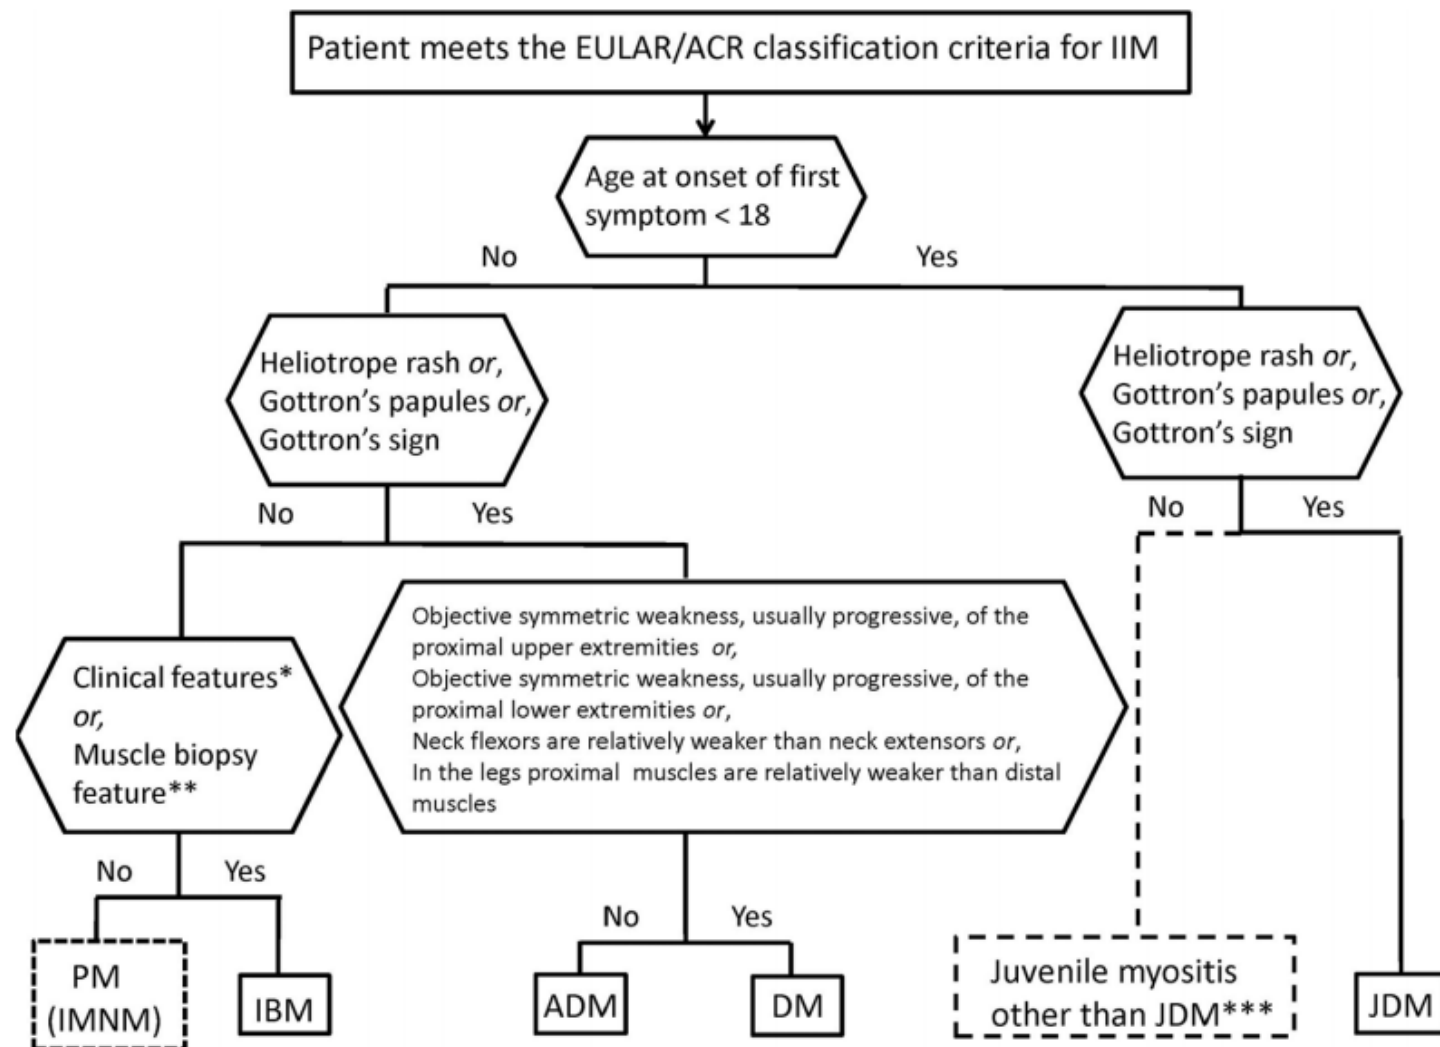 Patient meets the EULAR/ACR classification criteria for IIM
Age at onset of first
symptom < 18
No
Yes
Heliotrope rash or,
Gottron's papules or,
Gottron's sign
Heliotrope rash or,
Gottron's papules or,
Gottron's sign
No
Yes
No
Yes
Clinical features*
or,
Muscle biopsy
feature**
Objective symmetric weakness, usually progressive, of the
proximal upper extremities or,
Objective symmetric weakness, usually progressive, of the
proximal lower extremities or,
Neck flexors are relatively weaker than neck extensors or,
In the legs proximal muscles are relatively weaker than distal
muscles
No
Yes
No
Yes
PM
(IMNM)
IBM
ADM
DM
Juvenile myositis
other than JDM***
JDM